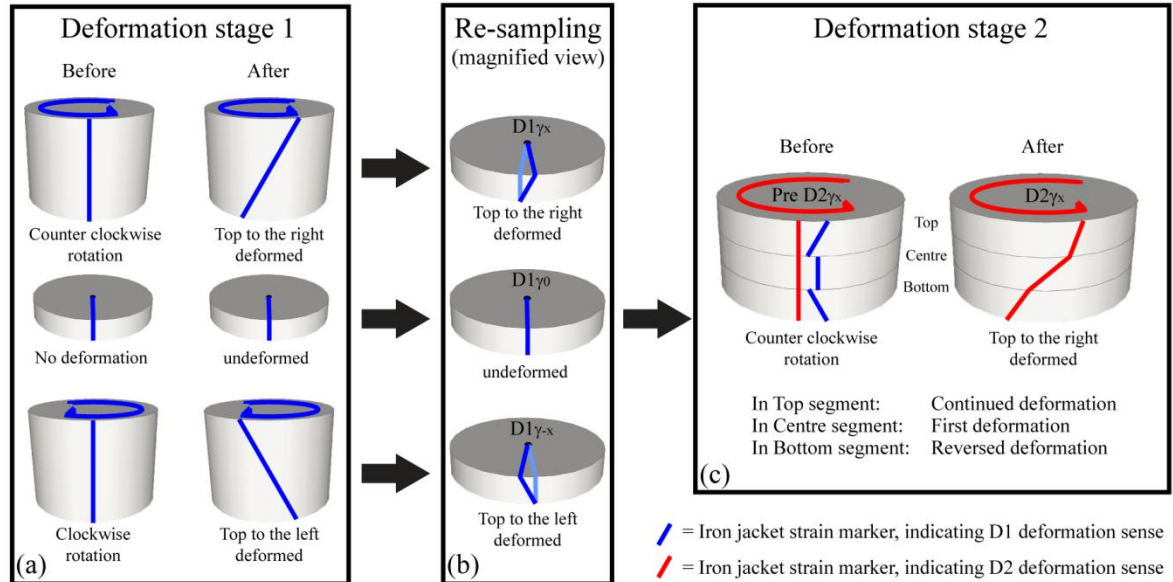 Deformation stage 1
Before
After
Counter clockwise
rotation
Top to the right
deformed
No deformation
undeformed
Clockwise
rotation
Top to the left
deformed
(a)
Re-sampling
(magnified view)
D1γx
Top to the right
deformed
D1γ0
undeformed
D1γ-x
Top to the left
deformed
(b)
Deformation stage 2
Before
After
Pre D2γx
D2γx
Top
Centre
Bottom
Counter clockwise
rotation
Top to the right
deformed
In Top segment: Continued deformation
In Centre segment: First deformation
In Bottom segment: Reversed deformation
(c)
= Iron jacket strain marker, indicating D1 deformation sense
= Iron jacket strain marker, indicating D2 deformation sense